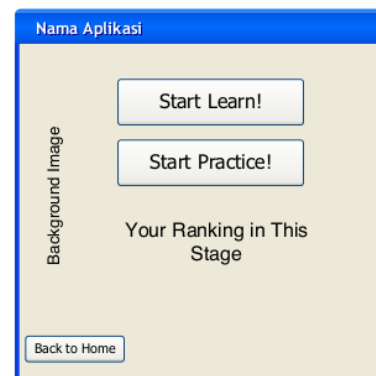 Nama Aplikasi
Start Learn!
Start Practice!
Background Image
Your Ranking in This
Stage
Back to Home